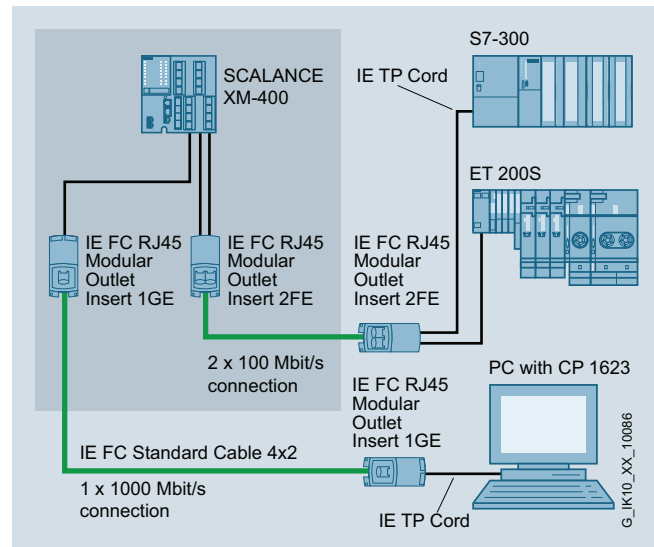 S7-300
IE TP Cord
SCALANCE
XM-400
ET 200S
IE FC RJ45
Modular
Outlet
Insert 1GE
IE FC RJ45
Modular
Outlet
Insert 2FE
IE FC RJ45
Modular
Outlet
Insert 2FE
2 x 100 Mbit/s
connection
PC with CP 1623
IE FC RJ45
Modular
Outlet
Insert 1GE
IE FC Standard Cable 4x2
1 x 1000 Mbit/s
connection
IE TP Cord
G_IK10_XX_10086